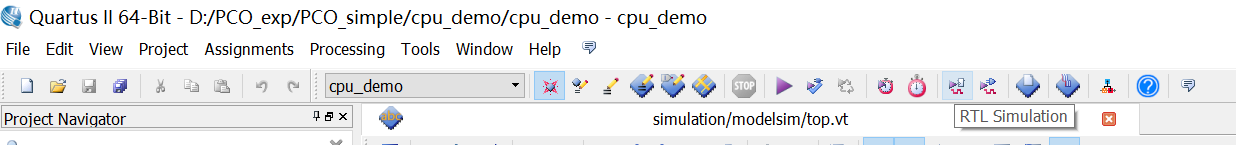 Quartus II 64-Bit - D:/PCO_exp/PCO_simple/cpu_demo/cpu_demo - cpu_demo
File Edit View Project Assignments Processing Tools Window Help
cpu_demo STOP
Project Navigator abc simulation/modelsim/top.vt RTL Simulation